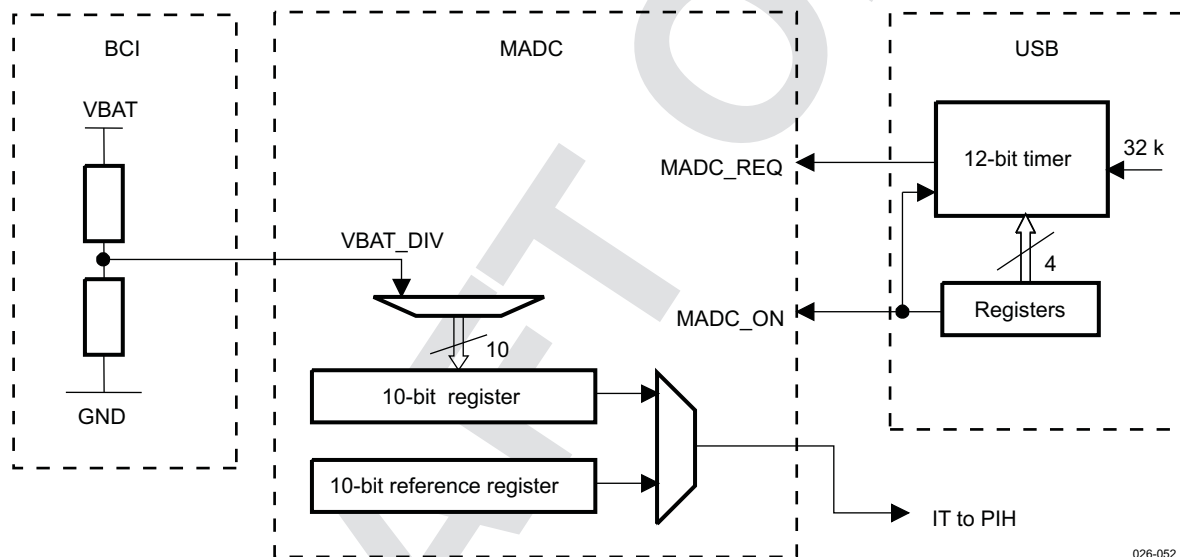 BCI
MADC
USB
VBAT
12-bit timer
32 k
MADC_REQ
VBAT_DIV
4
Registers
MADC_ON
10
10-bit register
GND
10-bit reference register
IT to PIH
026-052